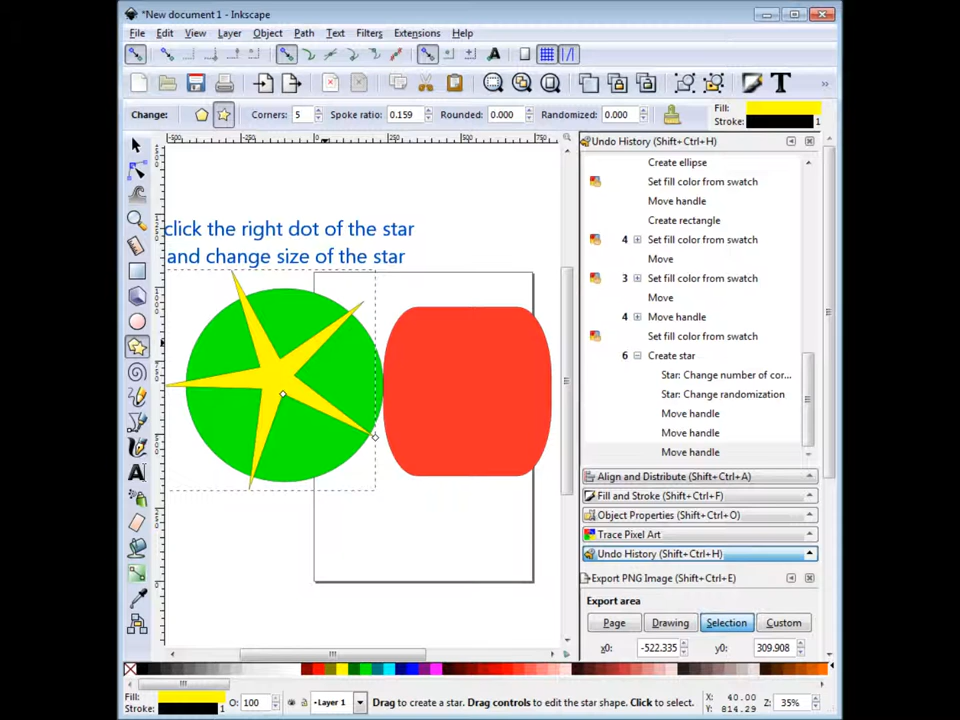 *New document 1 - Inkscape
File Edit View Layer Object Path Text Filters Extensions Help
Change: Corners: 5 Spoke ratio: 0.159 Rounded: 0.000 Randomized: 0.000 Fill:
Stroke: 1
Undo History (Shift+Ctrl+H)
Create ellipse
Set fill color from swatch
Move handle
Create rectangle
4 Set fill color from swatch
Move
3 Set fill color from swatch
Move
4 Move handle
Set fill color from swatch
6 Create star
Star: Change number of cor...
Star: Change randomization
Move handle
Move handle
Move handle
click the right dot of the star
and change size of the star
Align and Distribute (Shift+Ctrl+A)
Fill and Stroke (Shift+Ctrl+F)
Object Properties (Shift+Ctrl+O)
Trace Pixel Art
Undo History (Shift+Ctrl+H)
Export PNG Image (Shift+Ctrl+E)
Export area
Page Drawing Selection Custom
x0: -522.335 y0: 309.908
Fill:
Stroke: 1 O: 100 Layer 1 Drag to create a star. Drag controls to edit the star shape. Click to select. X: 40.00
Y: 814.29 Z: 35%